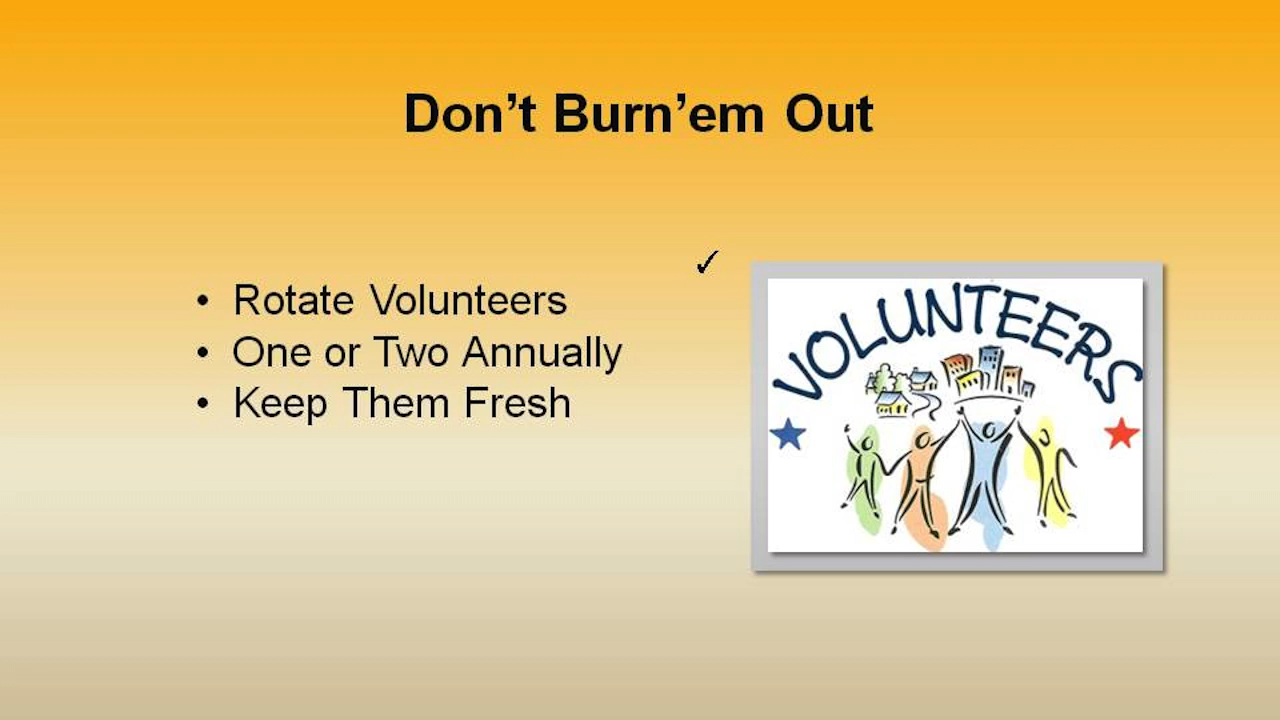 Don’t Burn’em Out
✓
• Rotate Volunteers
• One or Two Annually
• Keep Them Fresh
VOLUNTEERS